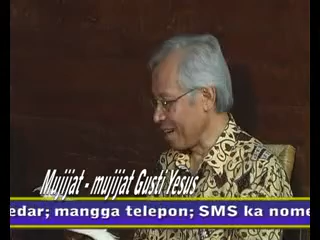 Mujijat - mujijat Gusti Yesus
edar; mangga telepon; SMS ka nome